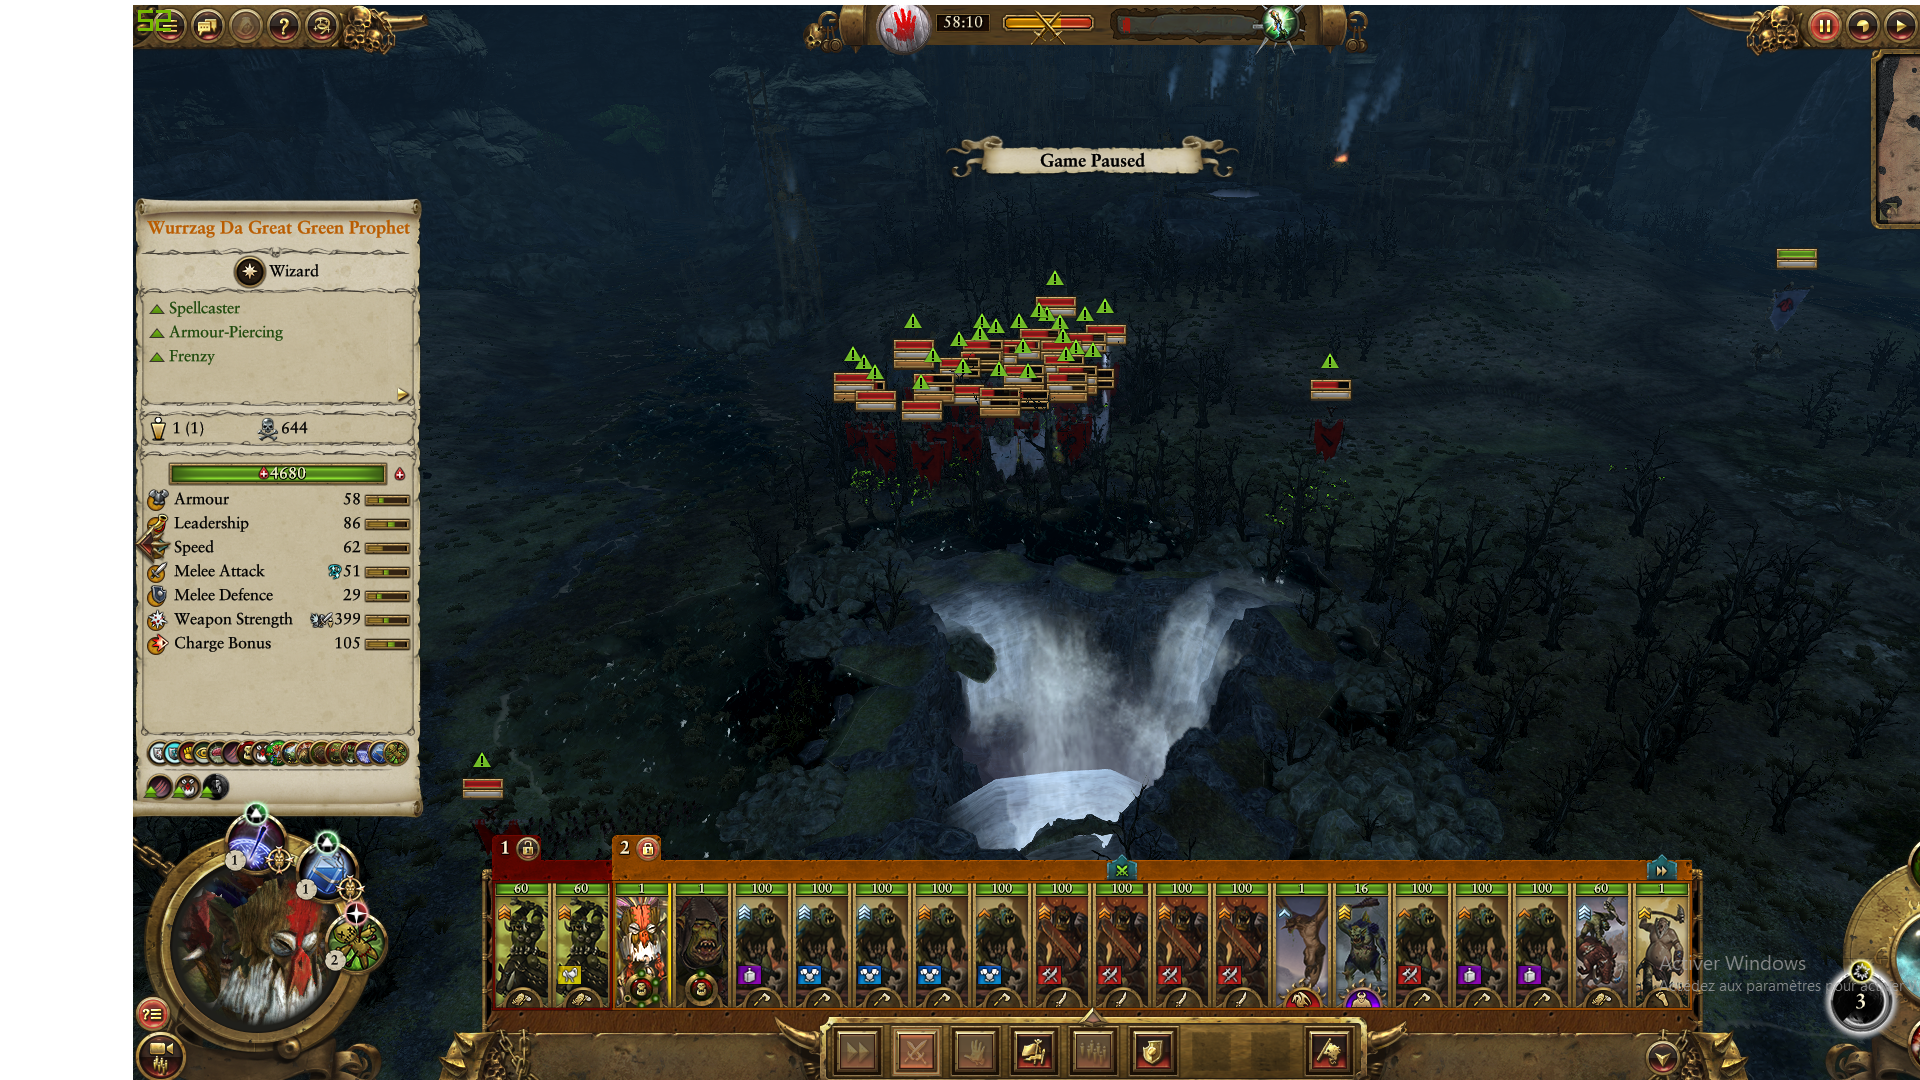 52
58:10
Game Paused
Wurrzag Da Great Green Prophet
Wizard
Spellcaster
Armour-Piercing
Frenzy
1 (1)
644
4680
Armour 58
Leadership 86
Speed 62
Melee Attack 51
Melee Defence 29
Weapon Strength 399
Charge Bonus 105
1
1
2
1
2
60 60 1 1 100 100 100 100 100 100 100 100 100 1 16 100 100 100 60 1
Activer Windows
Accédez aux paramètres pour activer
3